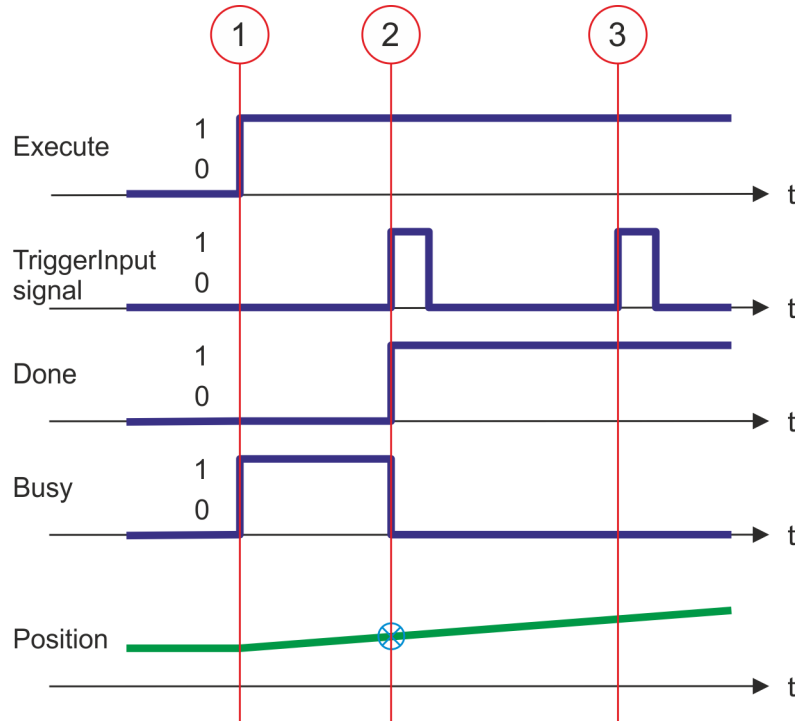 1 2 3
Execute 1
0
t
TriggerInput 1
signal 0
t
Done 1
0
t
Busy 1
0
t
Position
t